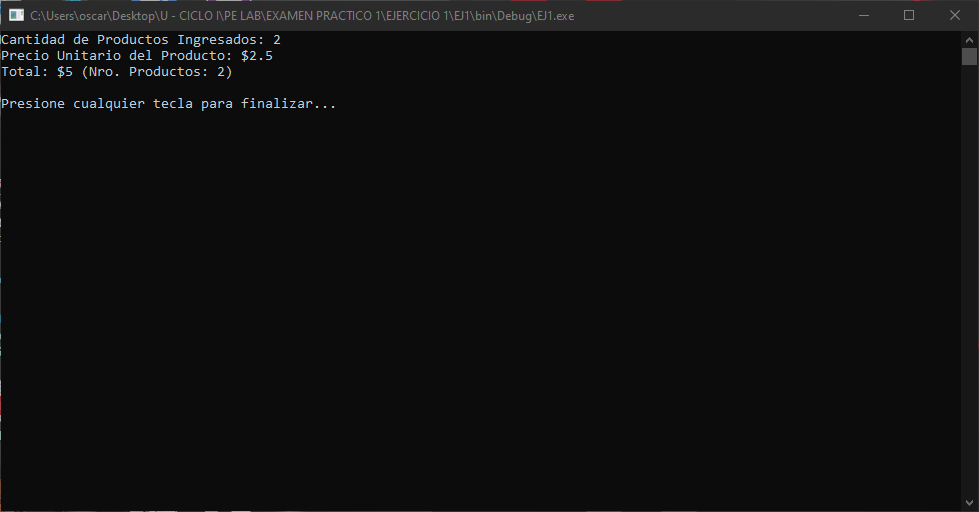 C:\Users\oscar\Desktop\U - CICLO I\PE LAB\EXAMEN PRACTICO 1\EJERCICIO 1\EJ1\bin\Debug\EJ1.exe
Cantidad de Productos Ingresados: 2
Precio Unitario del Producto: $2.5
Total: $5 (Nro. Productos: 2)
Presione cualquier tecla para finalizar...